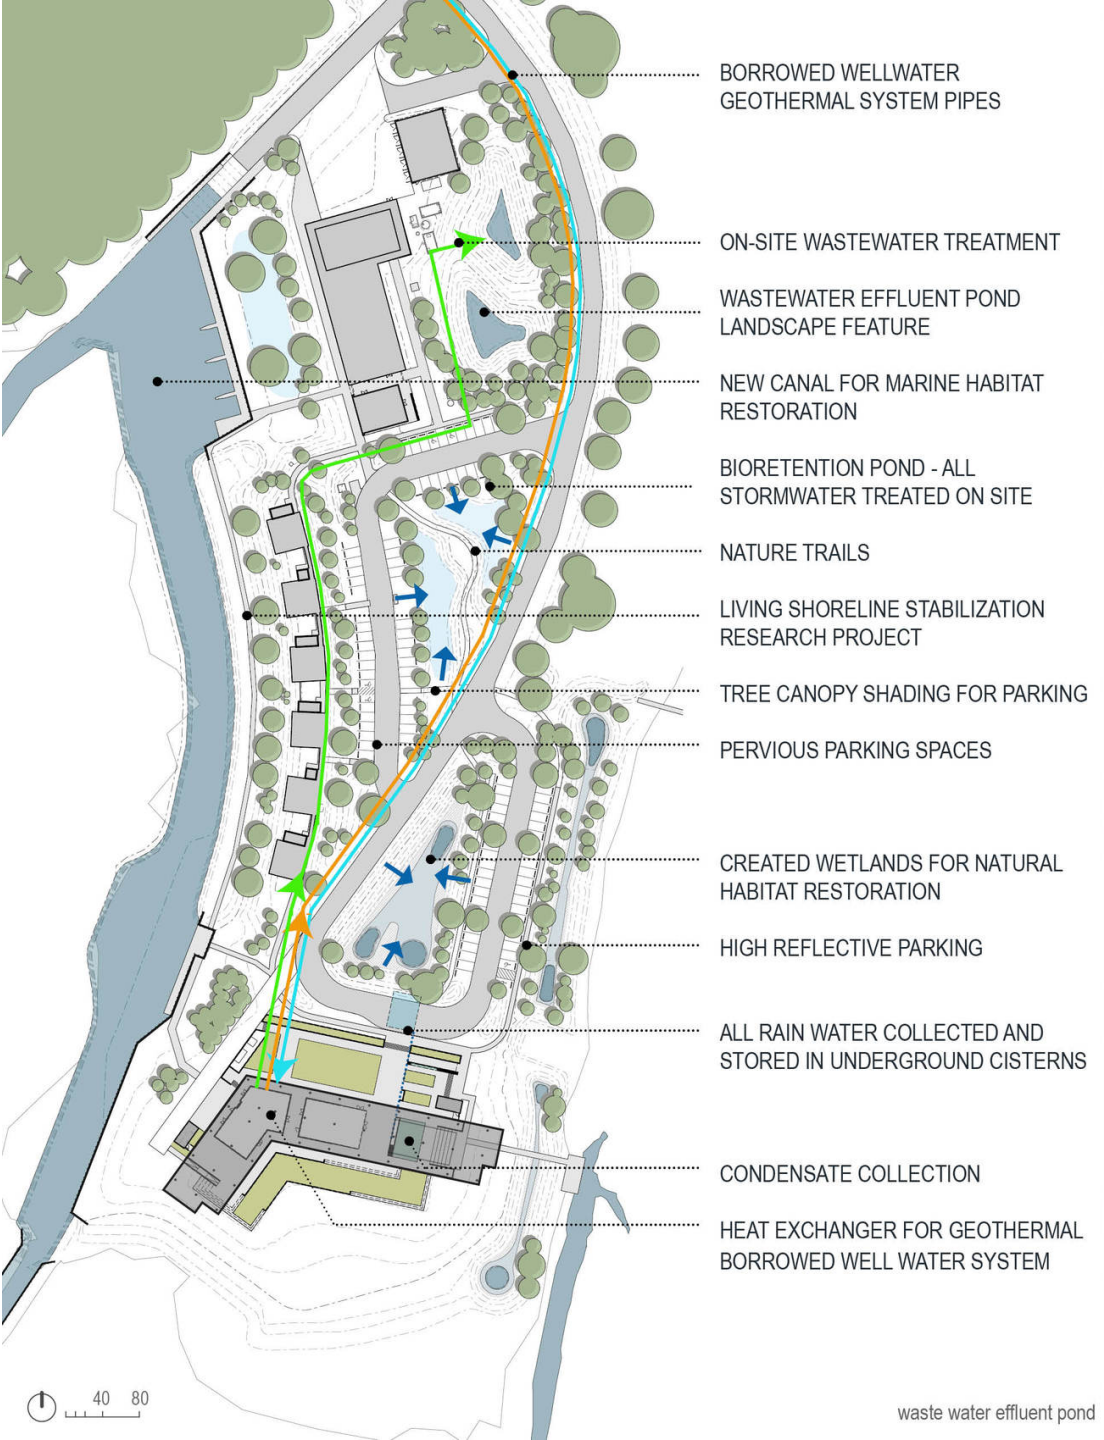 BORROWED WELLWATER
GEOTHERMAL SYSTEM PIPES
ON-SITE WASTEWATER TREATMENT
WASTEWATER EFFLUENT POND
LANDSCAPE FEATURE
NEW CANAL FOR MARINE HABITAT
RESTORATION
BIORETENTION POND - ALL
STORMWATER TREATED ON SITE
NATURE TRAILS
LIVING SHORELINE STABILIZATION
RESEARCH PROJECT
TREE CANOPY SHADING FOR PARKING
PERVIOUS PARKING SPACES
CREATED WETLANDS FOR NATURAL
HABITAT RESTORATION
HIGH REFLECTIVE PARKING
ALL RAIN WATER COLLECTED AND
STORED IN UNDERGROUND CISTERNS
CONDENSATE COLLECTION
HEAT EXCHANGER FOR GEOTHERMAL
BORROWED WELL WATER SYSTEM
40 80
waste water effluent pond